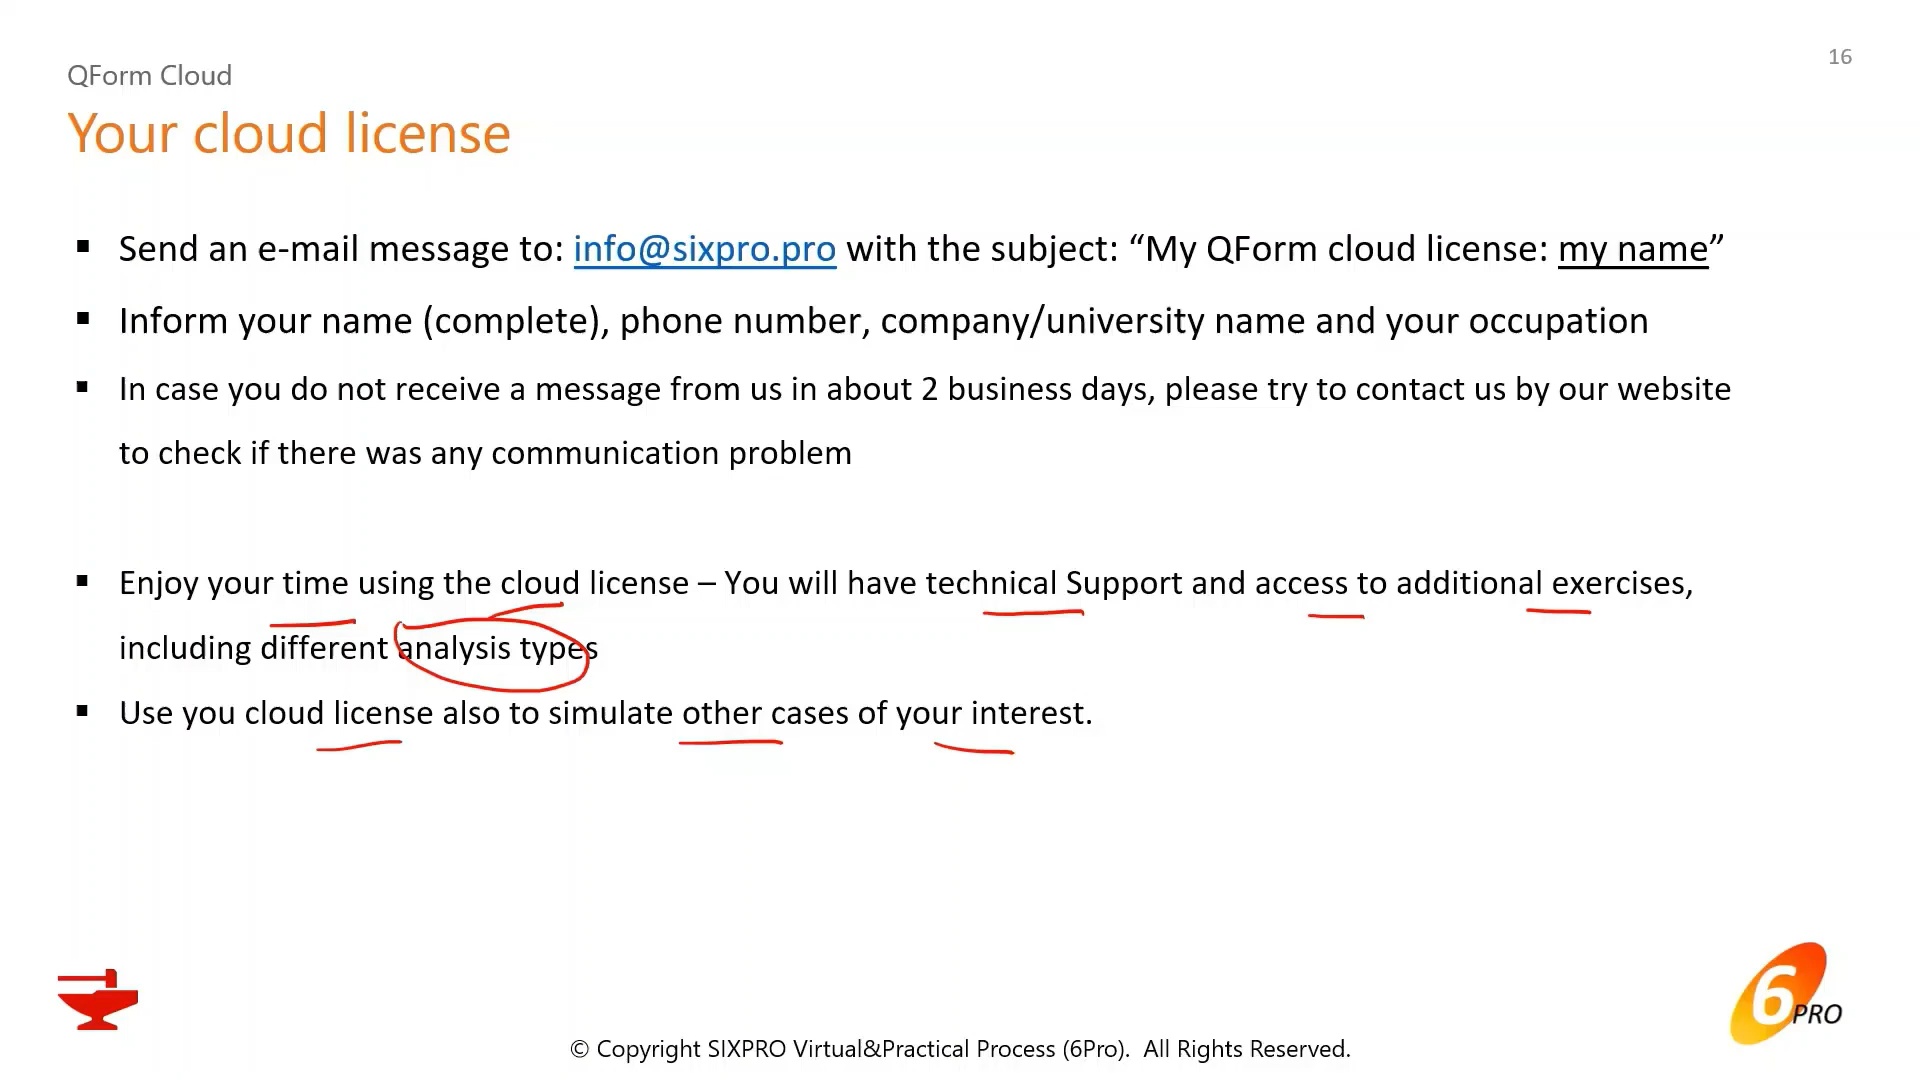 16
QForm Cloud
Your cloud license
▪ Send an e-mail message to: info@sixpro.pro with the subject: “My QForm cloud license: my name”
▪ Inform your name (complete), phone number, company/university name and your occupation
▪ In case you do not receive a message from us in about 2 business days, please try to contact us by our website
to check if there was any communication problem
▪ Enjoy your time using the cloud license – You will have technical Support and access to additional exercises,
including different analysis types
▪ Use you cloud license also to simulate other cases of your interest.
6PRO
© Copyright SIXPRO Virtual&Practical Process (6Pro). All Rights Reserved.